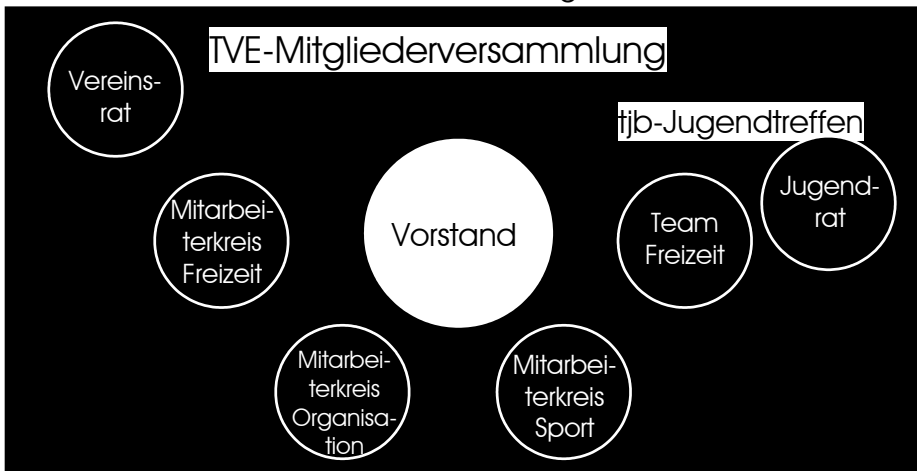 TVE-Mitgliederversammlung
Vereins-
rat
tjb-Jugendtreffen
Jugend-
rat
Mitarbei-
terkreis
Freizeit
Vorstand
Team
Freizeit
Mitarbei-
terkreis
Organisa-
tion
Mitarbei-
terkreis
Sport